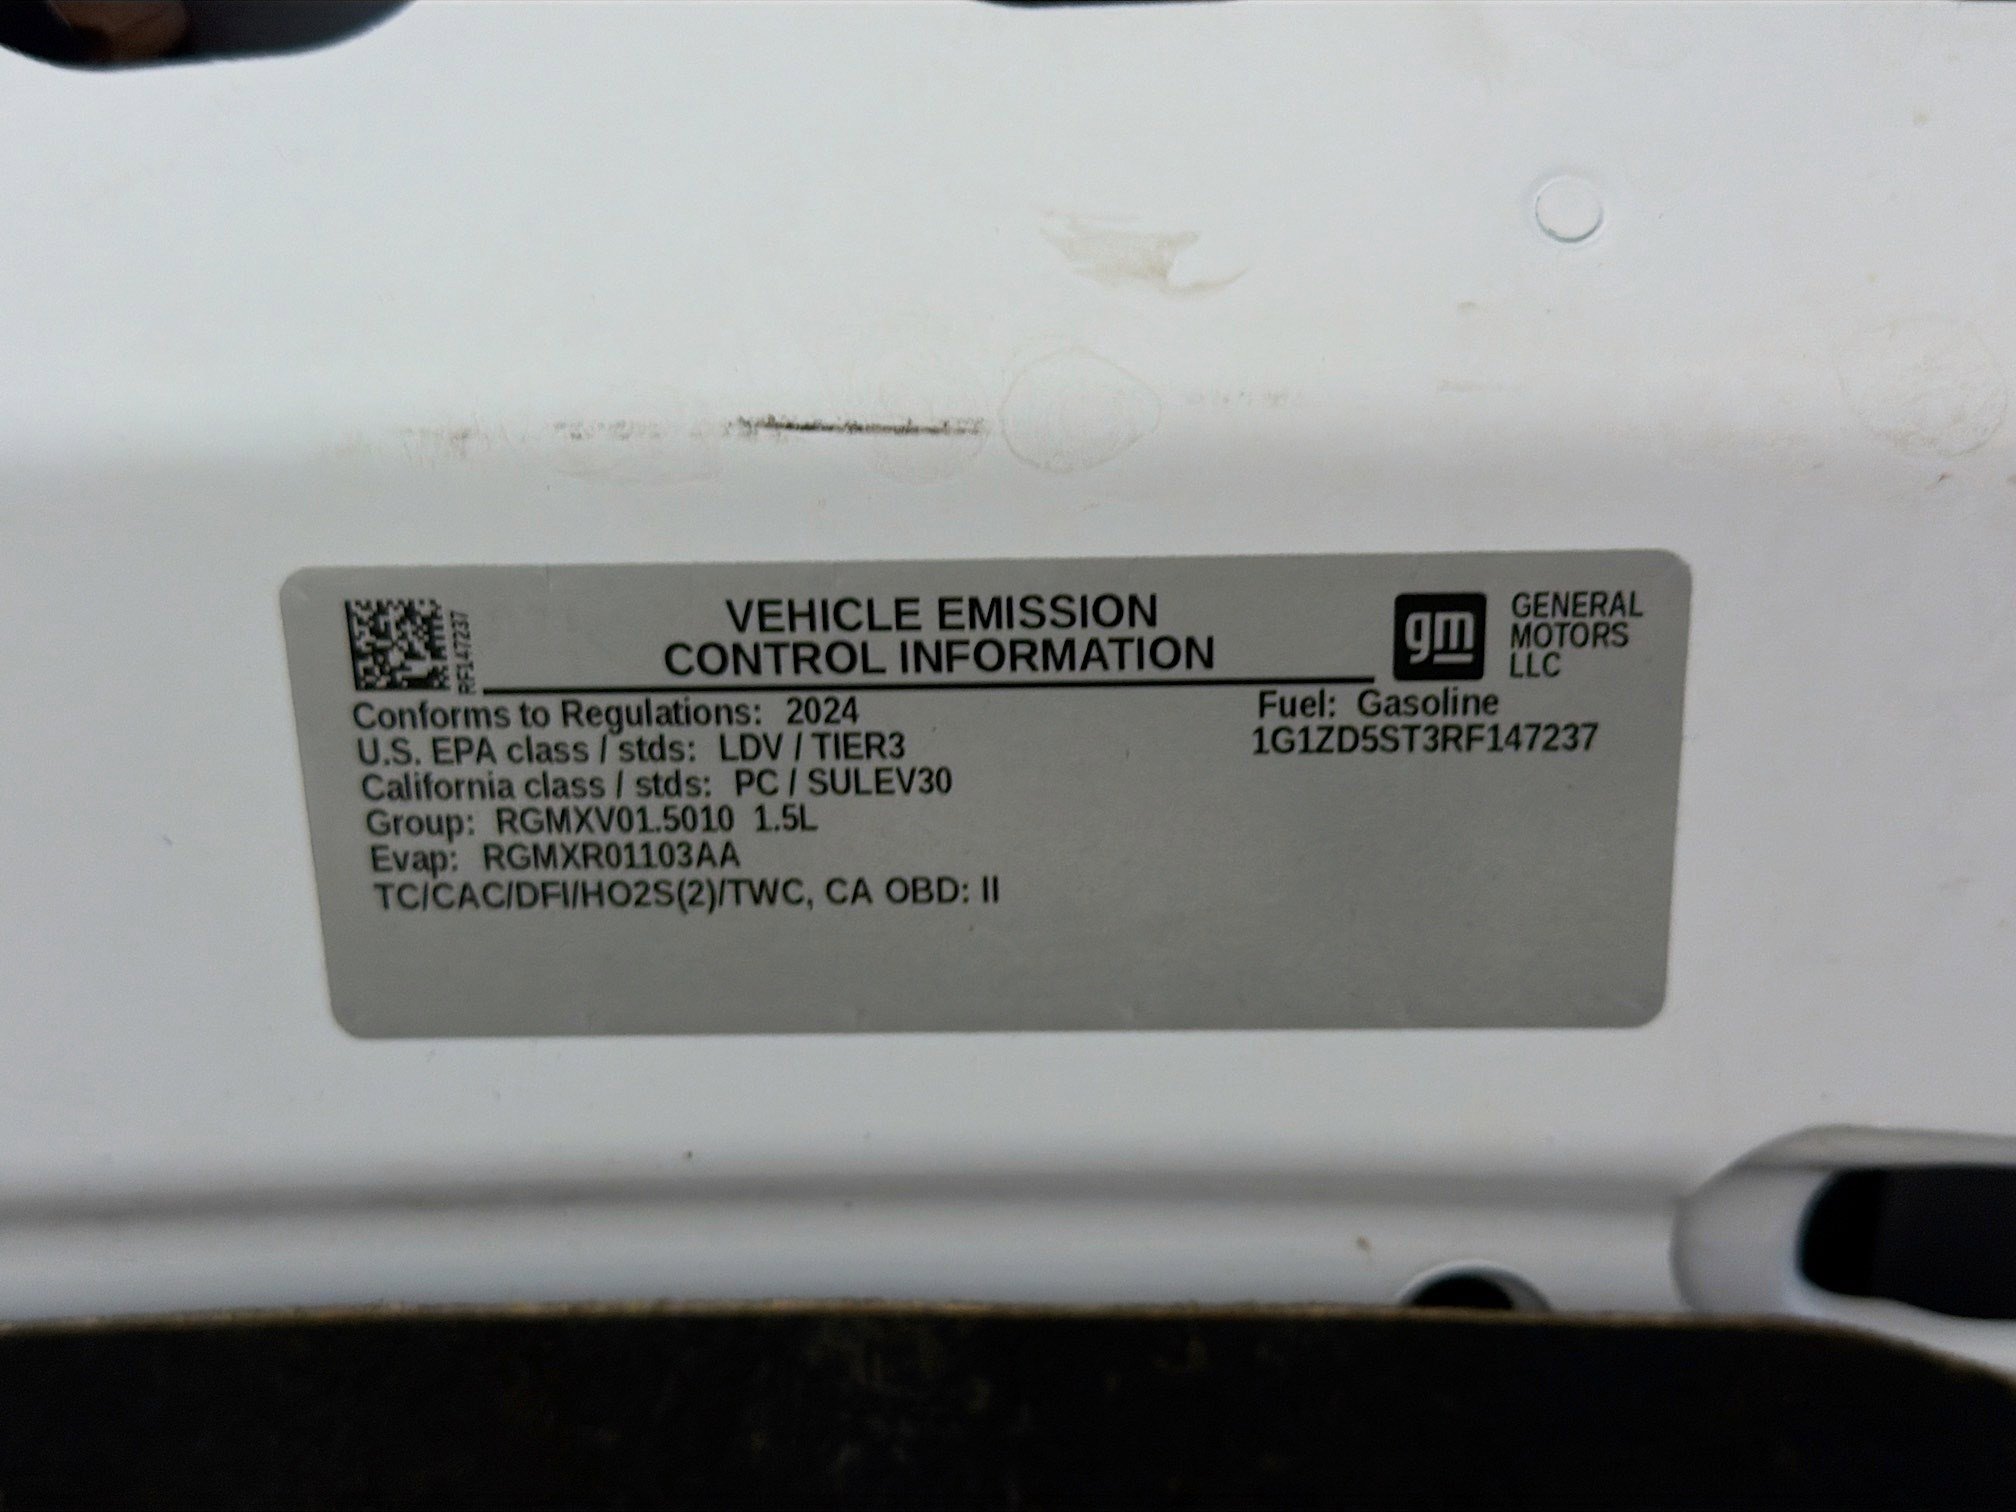 RF147237
VEHICLE EMISSION
CONTROL INFORMATION
gm
GENERAL
MOTORS
LLC
Conforms to Regulations: 2024
U.S. EPA class / stds: LDV / TIER3
California class / stds: PC / SULEV30
Group: RGMXV01.5010 1.5L
Evap: RGMXR01103AA
TC/CAC/DFI/HO2S(2)/TWC, CA OBD: II
Fuel: Gasoline
1G1ZD5ST3RF147237